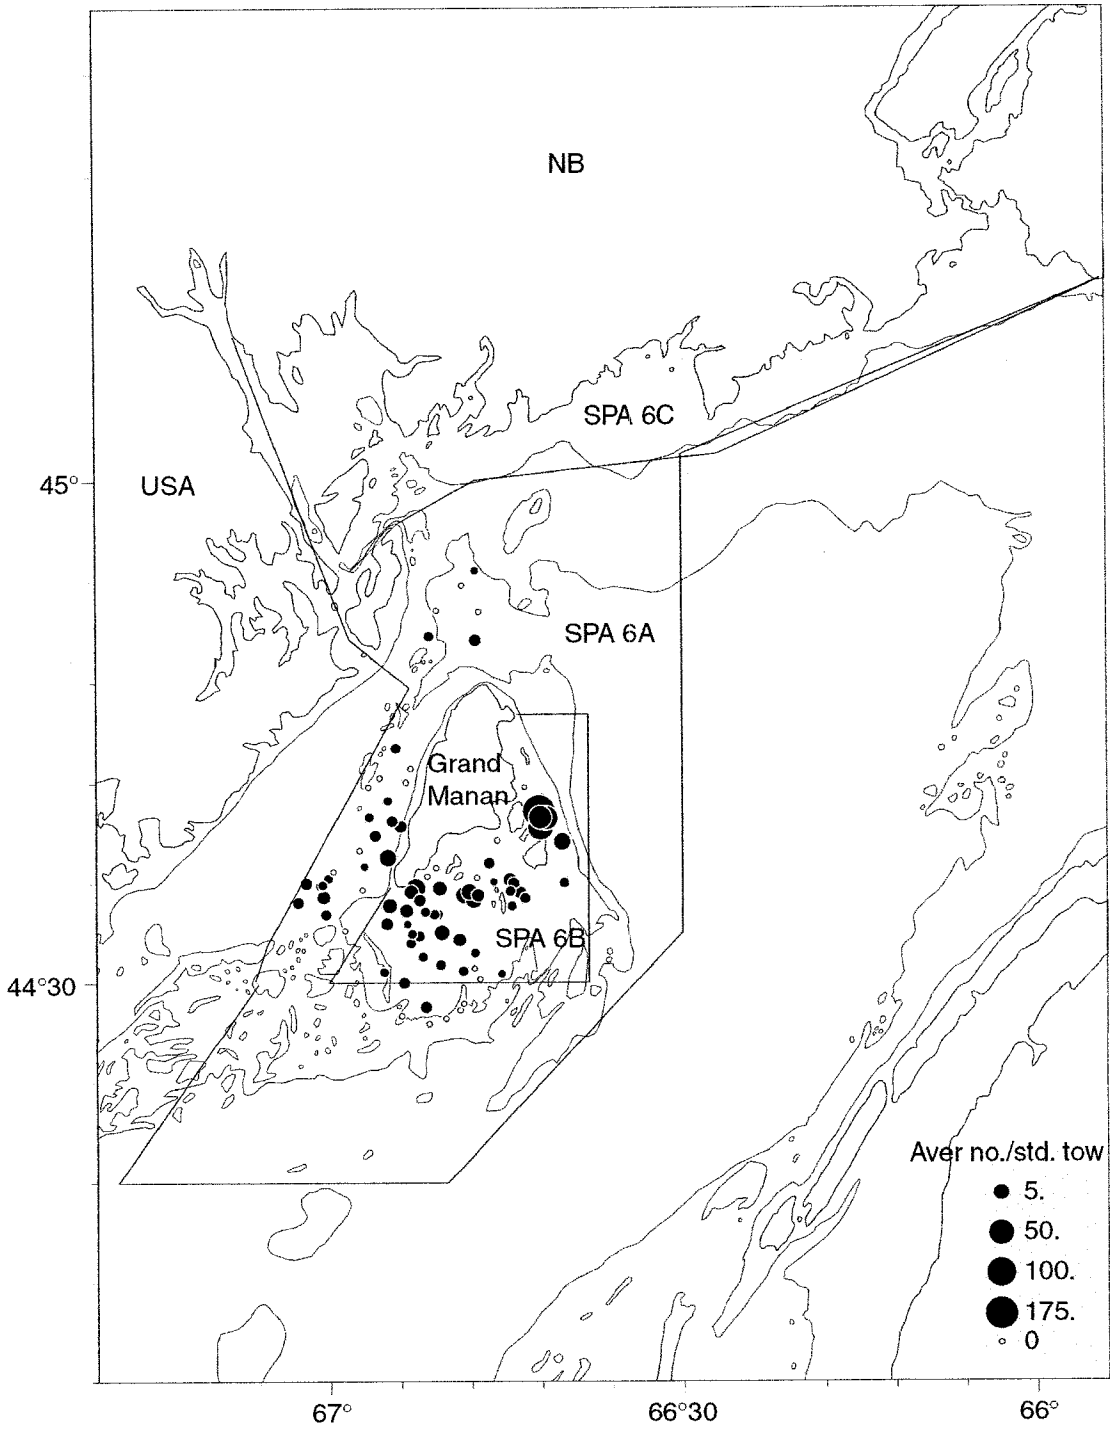 NB
SPA 6C
45°
USA
SPA 6A
Grand
Manan
SPA 6B
44°30
Aver no./std. tow
5.
50.
100.
175.
0
67°
66°30
66°